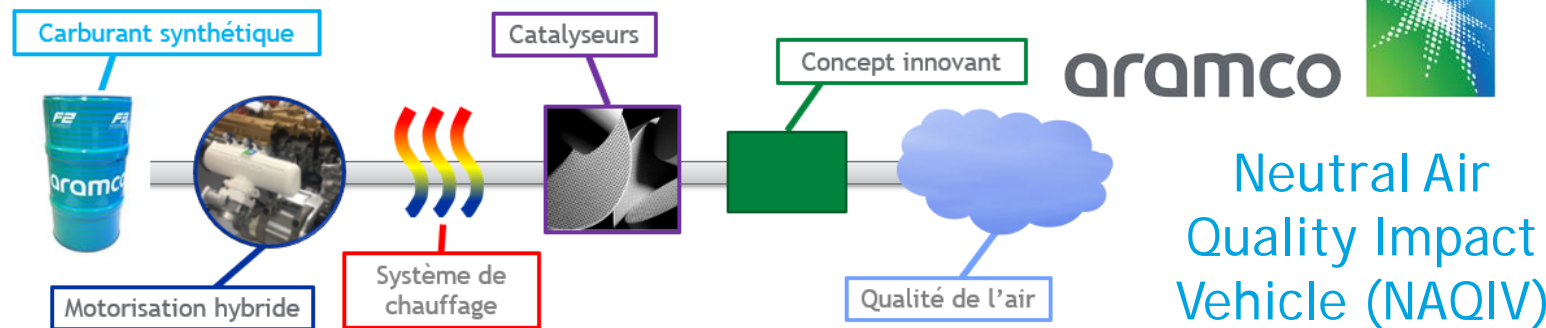 Carburant synthétique
F2
F2
aramco
Motorisation hybride
Système de
chauffage
Catalyseurs
Concept innovant
Qualité de l'air
aramco
Neutral Air
Quality Impact
Vehicle (NAQIV)